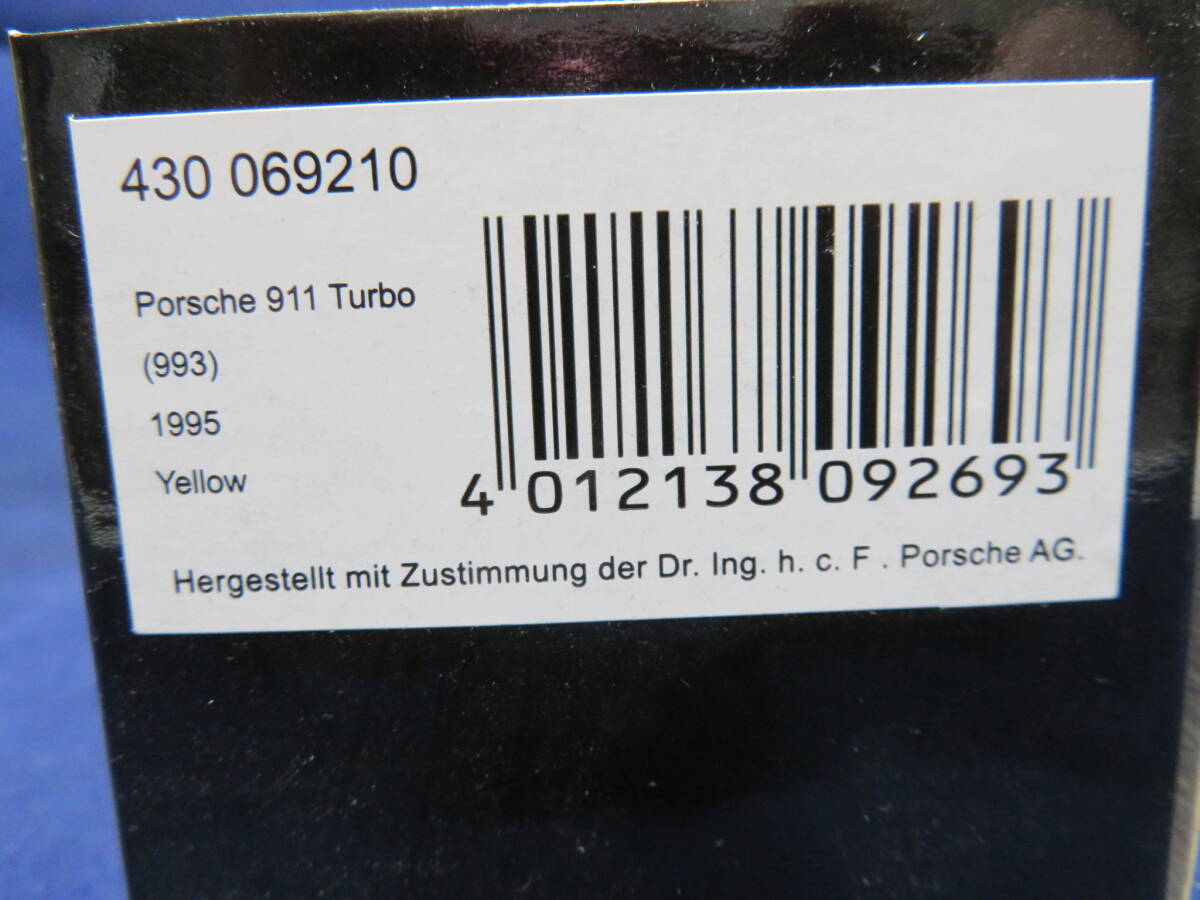 430 069210
Porsche 911 Turbo
(993)
1995
Yellow
4 012138 092693
Hergestellt mit Zustimmung der Dr. Ing. h. c. F . Porsche AG.